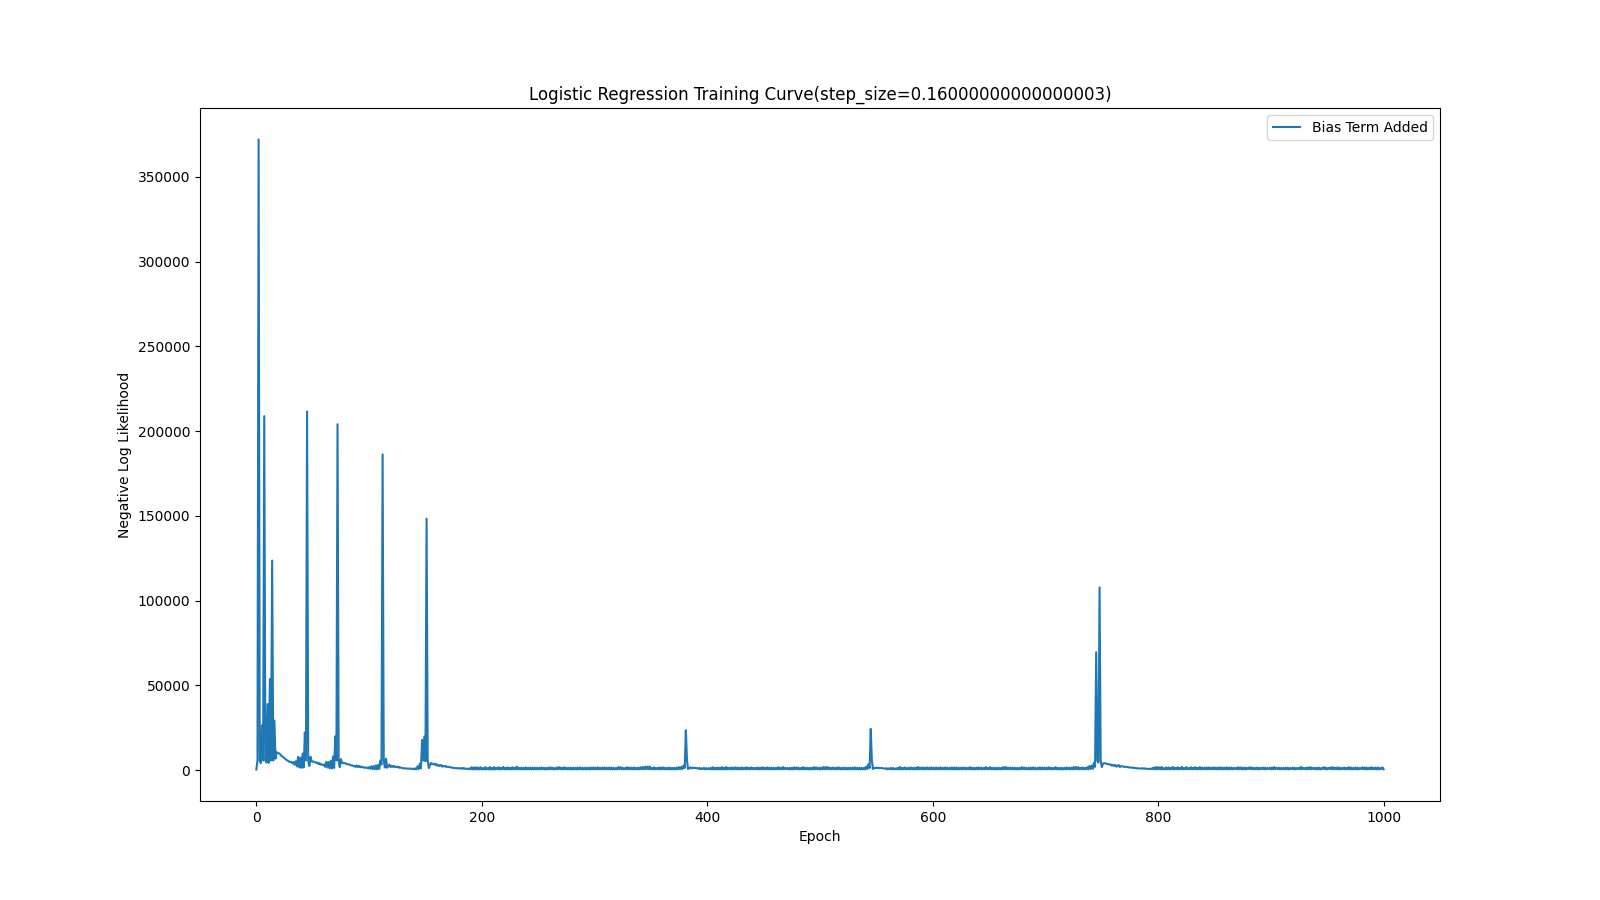 Logistic Regression Training Curve(step_size=0.16000000000000003)
Bias Term Added
350000
300000
250000
200000
150000
100000
50000
0
Negative Log Likelihood
0 200 400 600 800 1000
Epoch